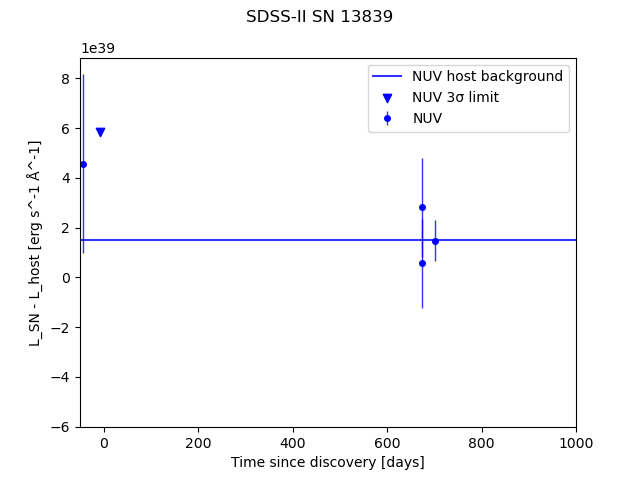 SDSS-II SN 13839
1e39
NUV host background
NUV 3σ limit
NUV
8
6
4
2
0
−2
−4
−6
L_SN - L_host [erg s^-1 Å^-1]
0 200 400 600 800 1000
Time since discovery [days]